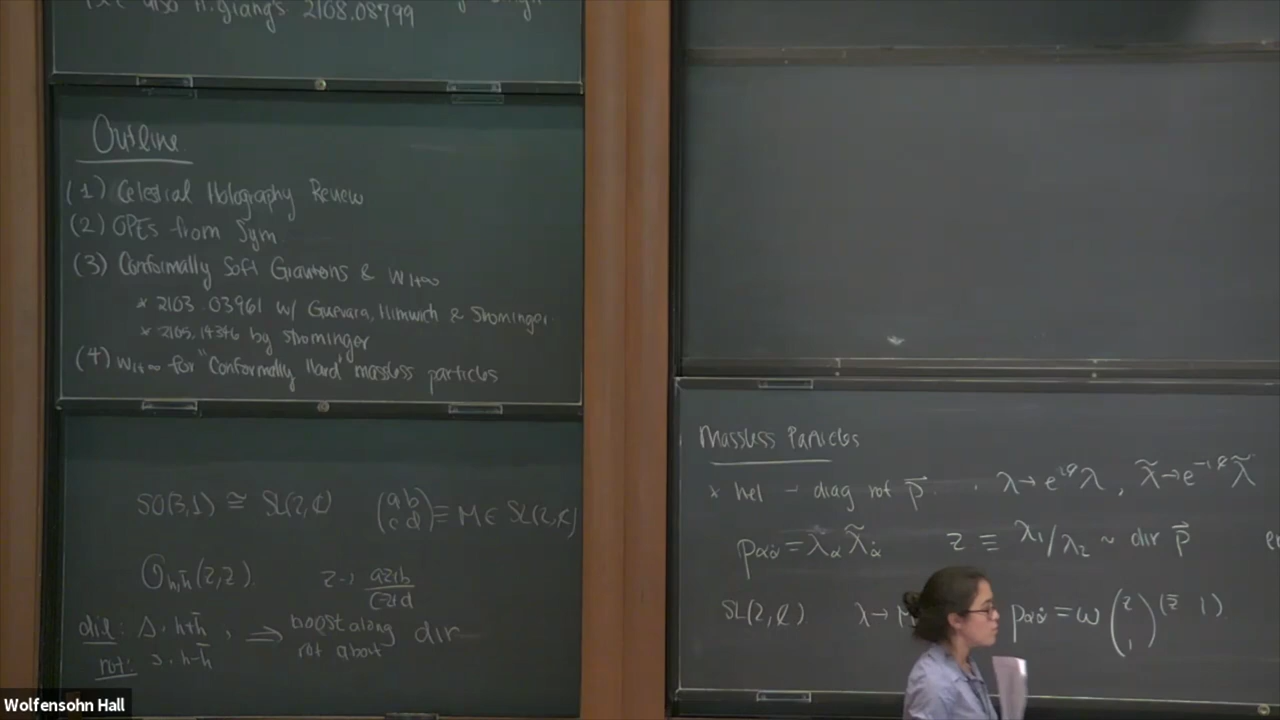 also H. Jiang's 2108.08799
Outline
(1) Celestial Holography Review
(2) OPEs from Sym
(3) Conformally Soft Gravitons & w₁₊∞
* 2103.03961 w/ Guevara, Himwich & Strominger
* 2105.14346 by Strominger
(4) w₁₊∞ for "Conformally Hard" massless particles
SO(3,1) ≅ SL(2,ℂ) (a b c d) = M ∈ SL(2,ℂ)
O_{h,h̄}(z,z̄). z → az+b/cz+d
dil: Δ = h+h̄, ⟹ boost along dir
rot: s = h-h̄ rot about
Massless Particles
* hel – diag rot p⃗ . λ→e^{iφ}λ, λ̃→e^{-iφ}λ̃
p_{αα̇} = λ_α λ̃_α̇ z ≡ λ₁/λ₂ ~ dir p⃗
SL(2,ℂ) λ→M p_{αα̇} = ω (z 1) (z̄ 1)
Wolfensohn Hall